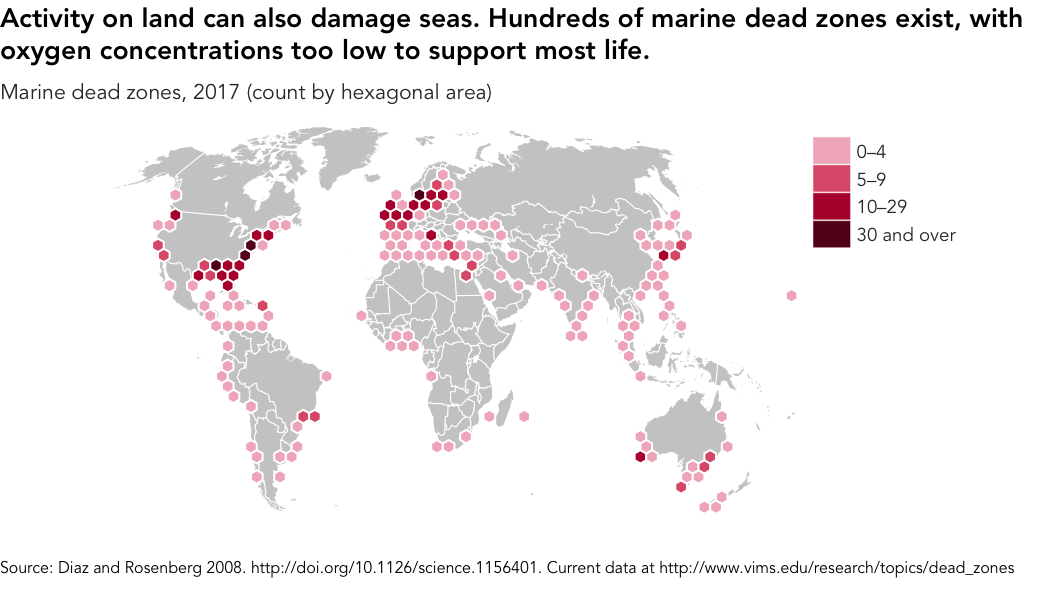 Activity on land can also damage seas. Hundreds of marine dead zones exist, with
oxygen concentrations too low to support most life.
Marine dead zones, 2017 (count by hexagonal area)
0–4
5–9
10–29
30 and over
Source: Diaz and Rosenberg 2008. http://doi.org/10.1126/science.1156401. Current data at http://www.vims.edu/research/topics/dead_zones